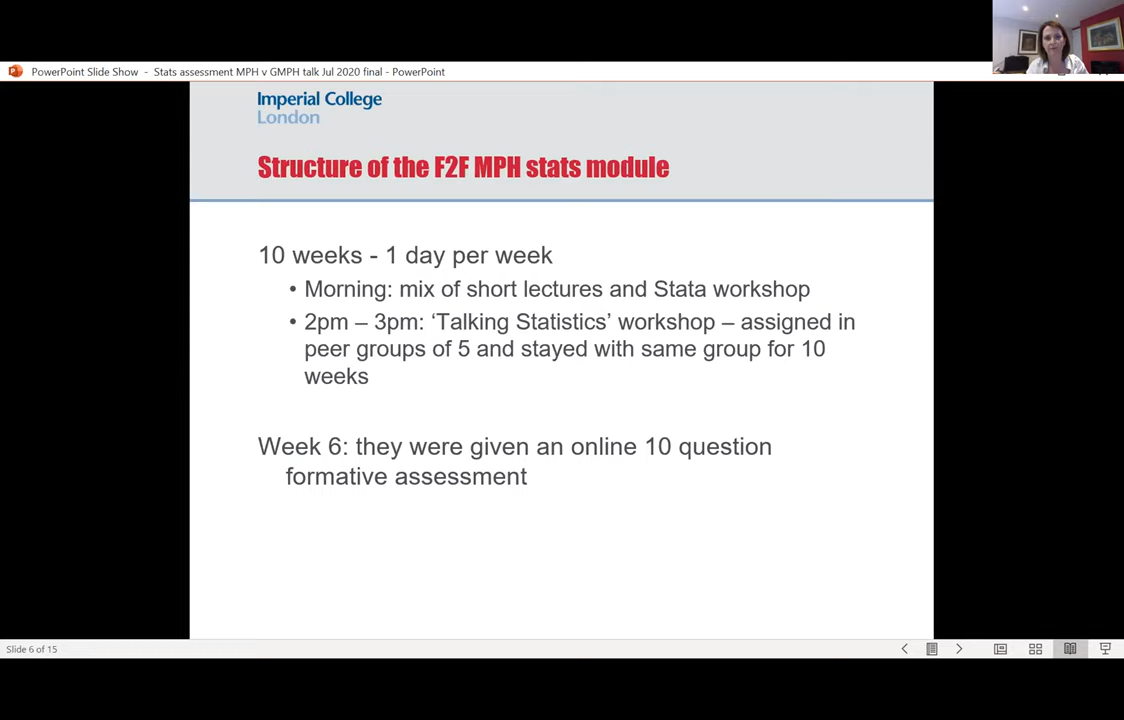 PowerPoint Slide Show - Stats assessment MPH v GMPH talk Jul 2020 final - PowerPoint
Imperial College
London
Structure of the F2F MPH stats module
10 weeks - 1 day per week
• Morning: mix of short lectures and Stata workshop
• 2pm – 3pm: ‘Talking Statistics’ workshop – assigned in
peer groups of 5 and stayed with same group for 10
weeks
Week 6: they were given an online 10 question
formative assessment
Slide 6 of 15